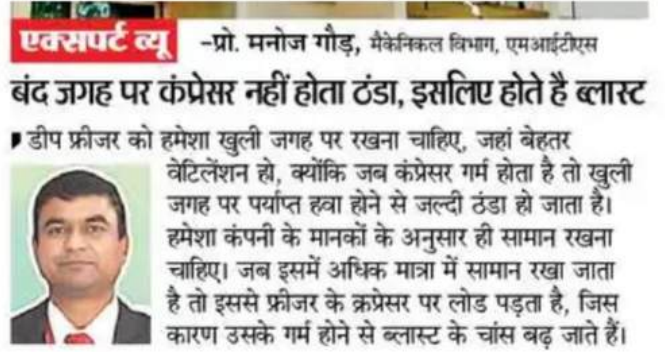 एक्सपर्ट व्यू –प्रो. मनोज गौड़, मैकेनिकल विभाग, एमआईटीएस
बंद जगह पर कंप्रेसर नहीं होता ठंडा, इसलिए होते है ब्लास्ट
डीप फ्रीजर को हमेशा खुली जगह पर रखना चाहिए, जहां बेहतर
वेटिलेंशन हो, क्योंकि जब कंप्रेसर गर्म होता है तो खुली
जगह पर पर्याप्त हवा होने से जल्दी ठंडा हो जाता है।
हमेशा कंपनी के मानकों के अनुसार ही सामान रखना
चाहिए। जब इसमें अधिक मात्रा में सामान रखा जाता
है तो इससे फ्रीजर के क्रप्रेसर पर लोड पड़ता है, जिस
कारण उसके गर्म होने से ब्लास्ट के चांस बढ़ जाते हैं।